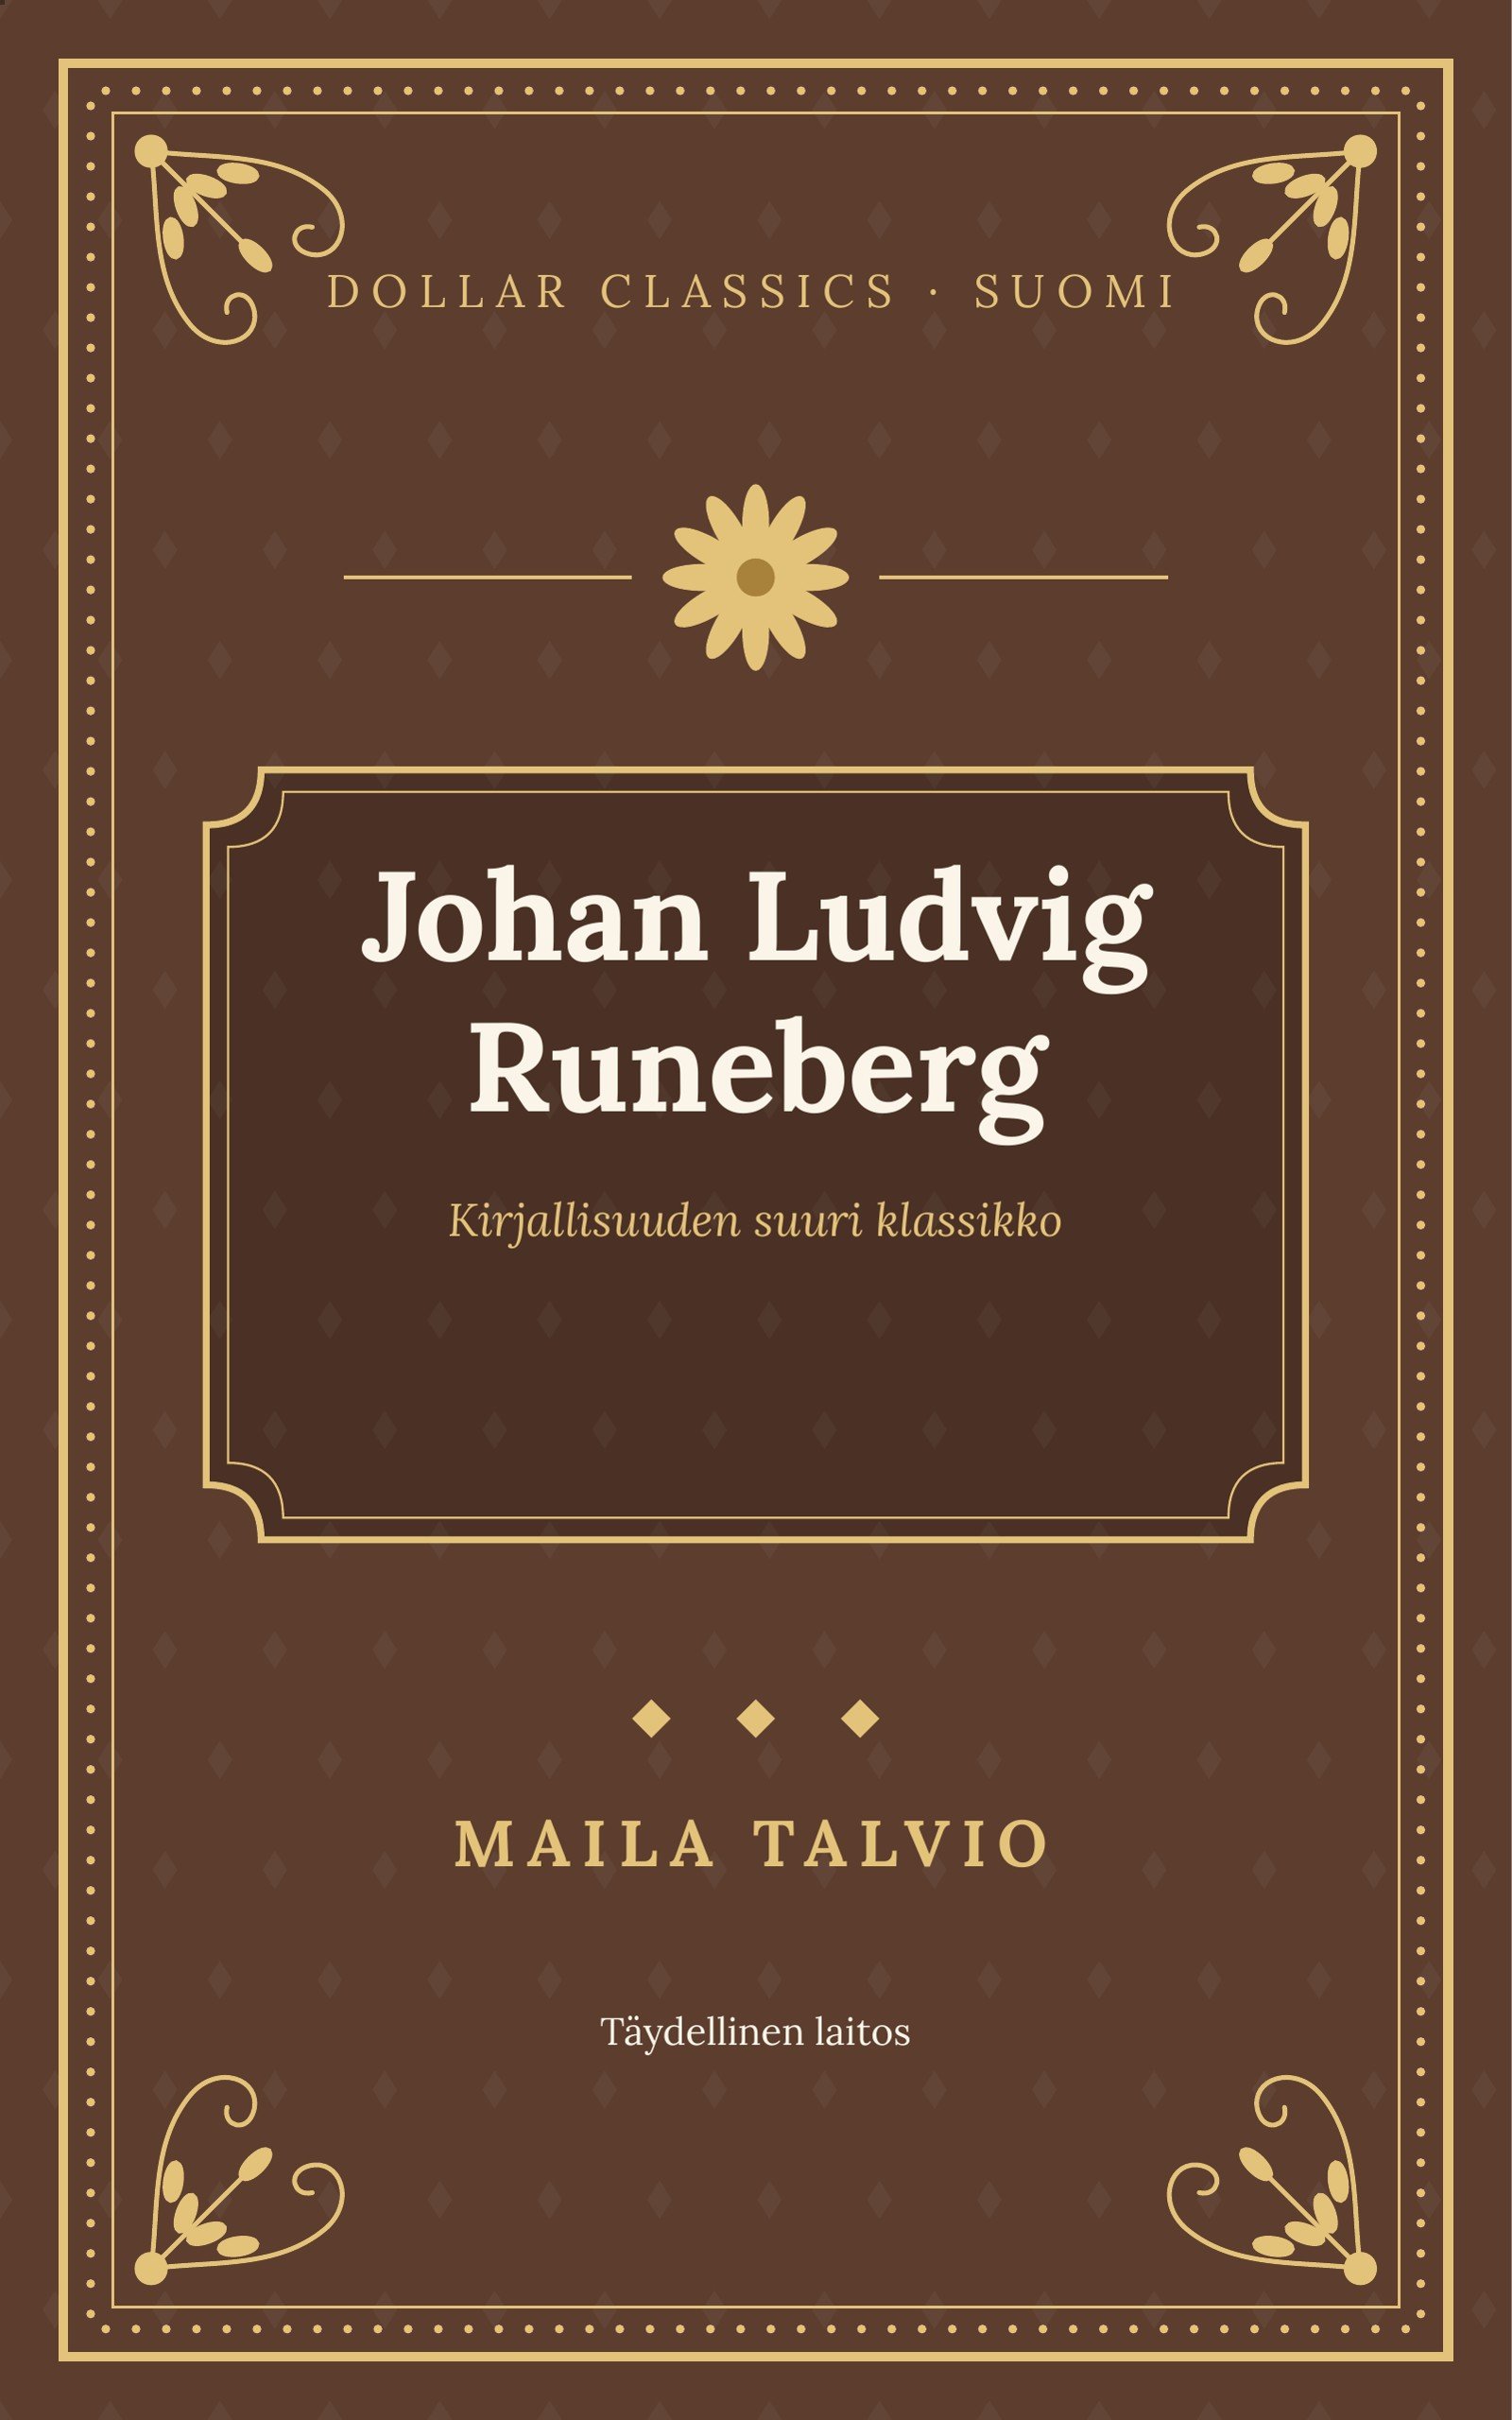 DOLLAR CLASSICS · SUOMI
Johan Ludvig
Runeberg
Kirjallisuuden suuri klassikko
MAILA TALVIO
Täydellinen laitos